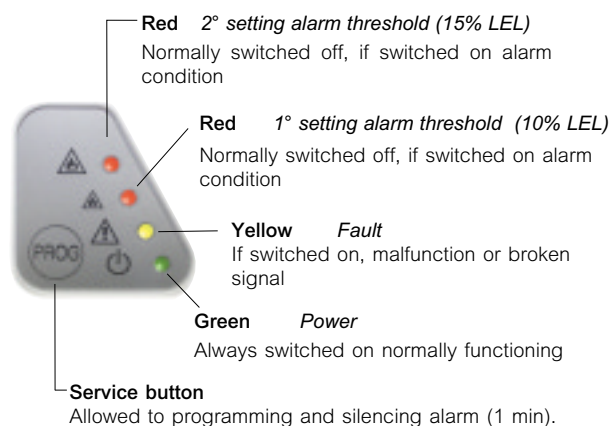 Red 2° setting alarm threshold (15% LEL)
Normally switched off, if switched on alarm
condition
Red 1° setting alarm threshold (10% LEL)
Normally switched off, if switched on alarm
condition
Yellow Fault
If switched on, malfunction or broken
signal
PROG
Green Power
Always switched on normally functioning
Service button
Allowed to programming and silencing alarm (1 min).